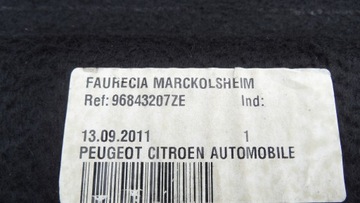 FAURECIA MARCKOLSHEIM
Ref: 96843207ZE Ind:
13.09.2011 1
PEUGEOT CITROEN AUTOMOBILE